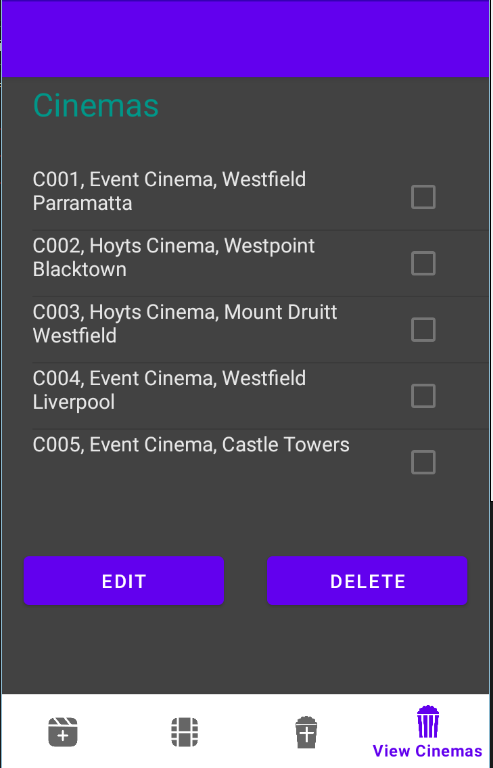 Cinemas
C001, Event Cinema, Westfield
Parramatta
C002, Hoyts Cinema, Westpoint
Blacktown
C003, Hoyts Cinema, Mount Druitt
Westfield
C004, Event Cinema, Westfield
Liverpool
C005, Event Cinema, Castle Towers
EDIT
DELETE
View Cinemas